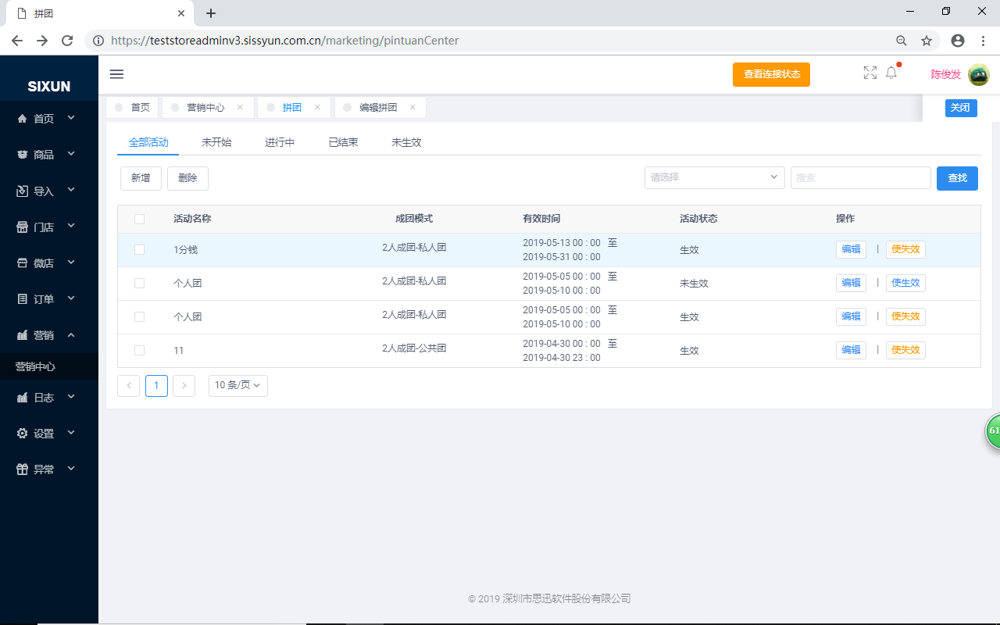 拼团
https://teststoreadminv3.sissyun.com.cn/marketing/pintuanCenter
SIXUN
查看连接状态
陈俊发
首页
营销中心
拼团
编辑拼团
关闭
首页
商品
导入
门店
微店
订单
营销
营销中心
日志
设置
异常
全部活动 未开始 进行中 已结束 未生效
新增 删除 请选择 搜索 查找
活动名称 成团模式 有效时间 活动状态 操作
1分钱 2人成团-私人团 2019-05-13 00 : 00 至 2019-05-31 00 : 00 生效 编辑 | 使失效
个人团 2人成团-私人团 2019-05-05 00 : 00 至 2019-05-10 00 : 00 未生效 编辑 | 使生效
个人团 2人成团-私人团 2019-05-05 00 : 00 至 2019-05-10 00 : 00 生效 编辑 | 使失效
11 2人成团-公共团 2019-04-30 00 : 00 至 2019-04-30 23 : 00 生效 编辑 | 使失效
1 10 条/页
61
© 2019 深圳市思迅软件股份有限公司